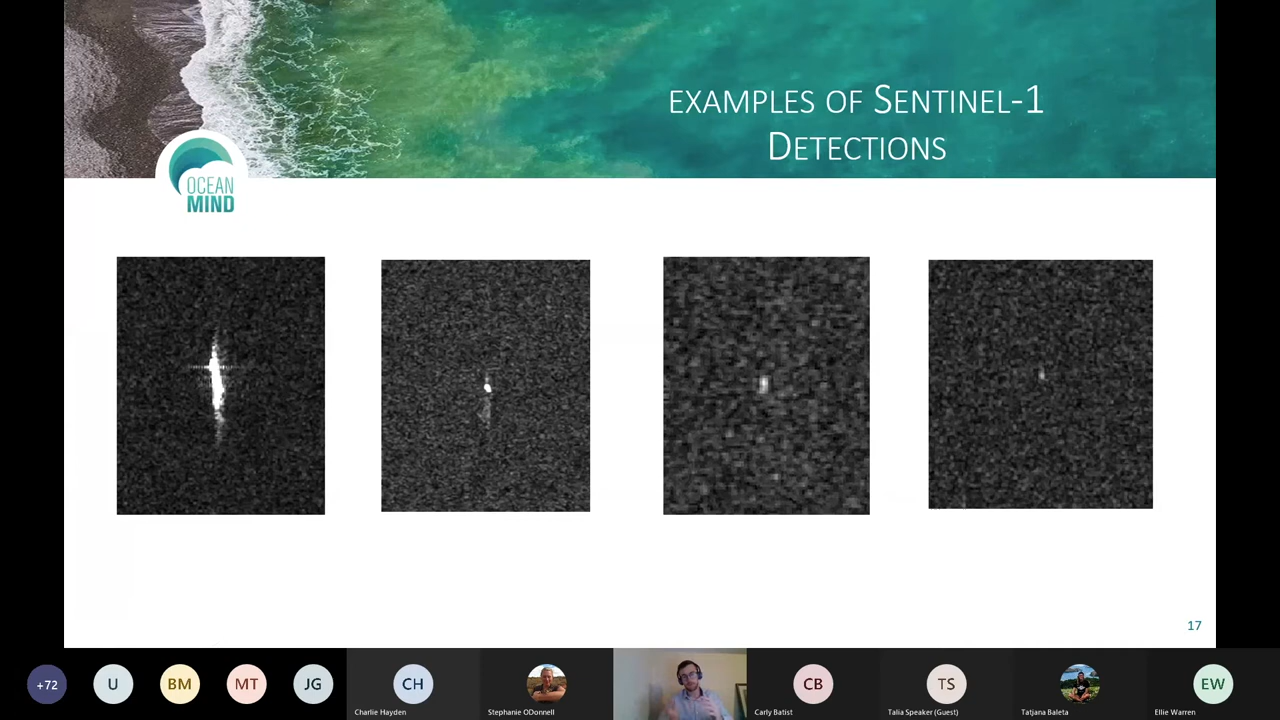 EXAMPLES OF SENTINEL-1
DETECTIONS
OCEAN
MIND
17
+72
U
BM
MT
JG
CH
CB
TS
EW
Charlie Hayden
Stephanie ODonnell
Carly Batist
Talia Speaker (Guest)
Tatjana Baleta
Ellie Warren